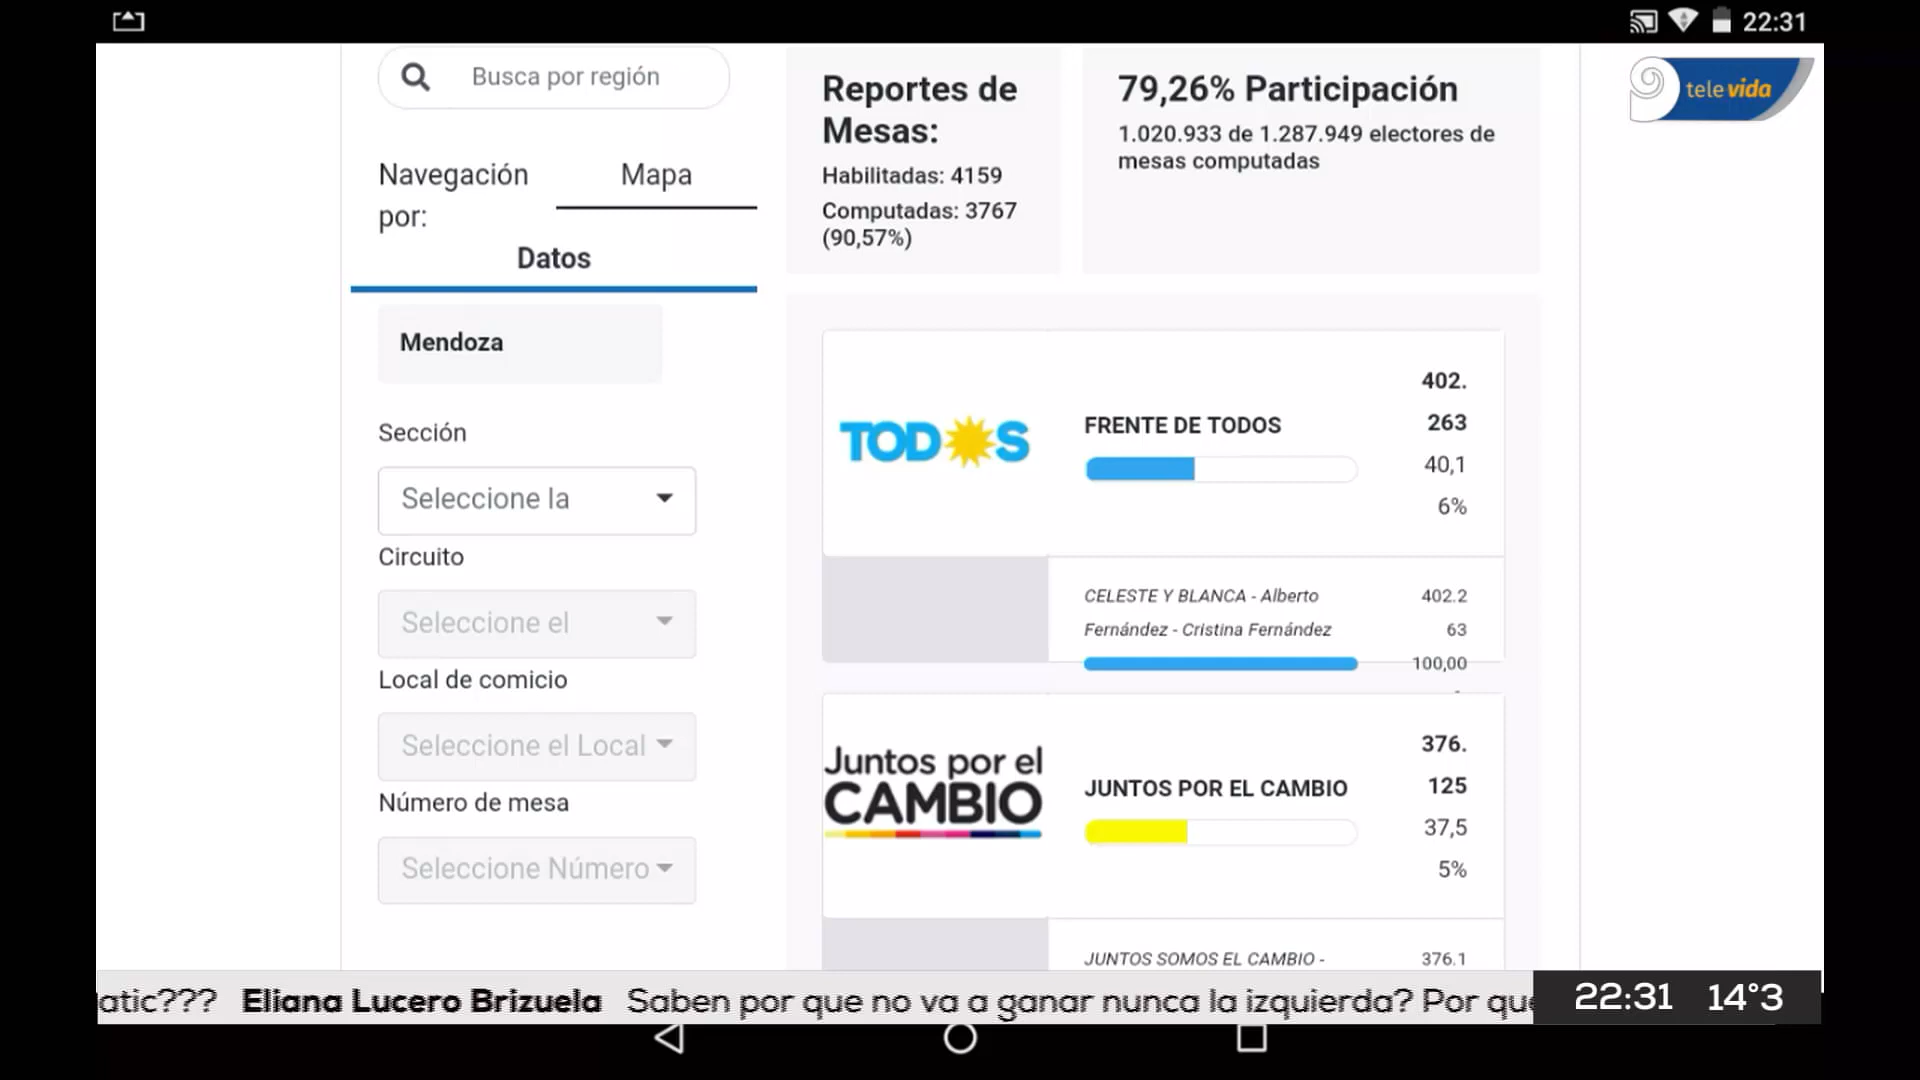 22:31
Busca por región
Navegación
por:
Mapa
Datos
Mendoza
Sección
Seleccione la
Circuito
Seleccione el
Local de comicio
Seleccione el Local
Número de mesa
Seleccione Número
Reportes de
Mesas:
Habilitadas: 4159
Computadas: 3767
(90,57%)
79,26% Participación
1.020.933 de 1.287.949 electores de
mesas computadas
televida
TODOS
FRENTE DE TODOS
402.
263
40,1
6%
CELESTE Y BLANCA - Alberto
Fernández - Cristina Fernández
402.2
63
100,00
Juntos por el
CAMBIO
JUNTOS POR EL CAMBIO
376.
125
37,5
5%
JUNTOS SOMOS EL CAMBIO -
376.1
atic??? Eliana Lucero Brizuela Saben por que no va a ganar nunca la izquierda? Por que
22:31 14°3